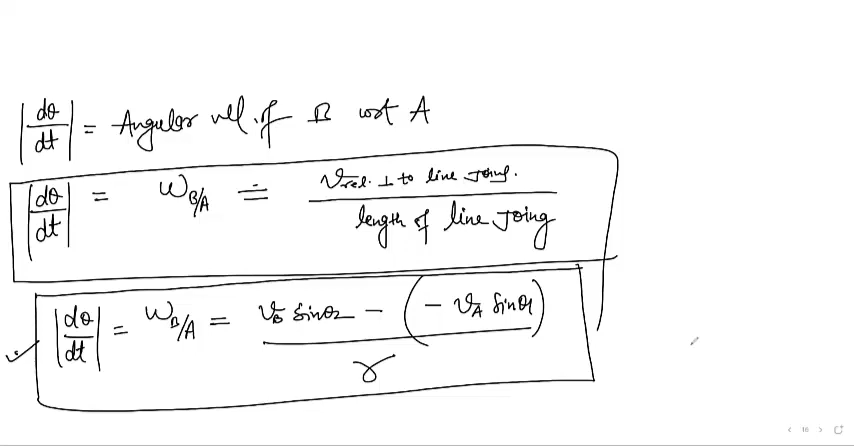 |dθ/dt| = Angular vel. of B wrt A
|dθ/dt| = ω_B/A = V_rel. ⊥ to line Joing. / length of line Joing
|dθ/dt| = ω_B/A = V_B sinθ2 − (− V_A sinθ1) / r
< 16 >